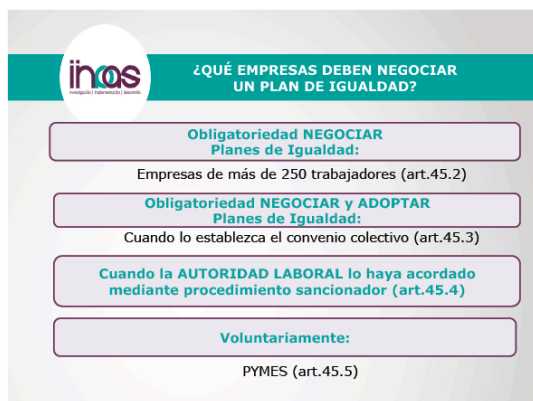 inpas
investigación | implementación | desarrollo
¿QUÉ EMPRESAS DEBEN NEGOCIAR
UN PLAN DE IGUALDAD?
Obligatoriedad NEGOCIAR
Planes de Igualdad:
Empresas de más de 250 trabajadores (art.45.2)
Obligatoriedad NEGOCIAR y ADOPTAR
Planes de Igualdad:
Cuando lo establezca el convenio colectivo (art.45.3)
Cuando la AUTORIDAD LABORAL lo haya acordado
mediante procedimiento sancionador (art.45.4)
Voluntariamente:
PYMES (art.45.5)